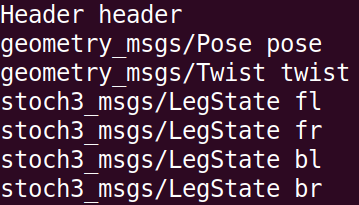 Header header
geometry_msgs/Pose pose
geometry_msgs/Twist twist
stoch3_msgs/LegState fl
stoch3_msgs/LegState fr
stoch3_msgs/LegState bl
stoch3_msgs/LegState br